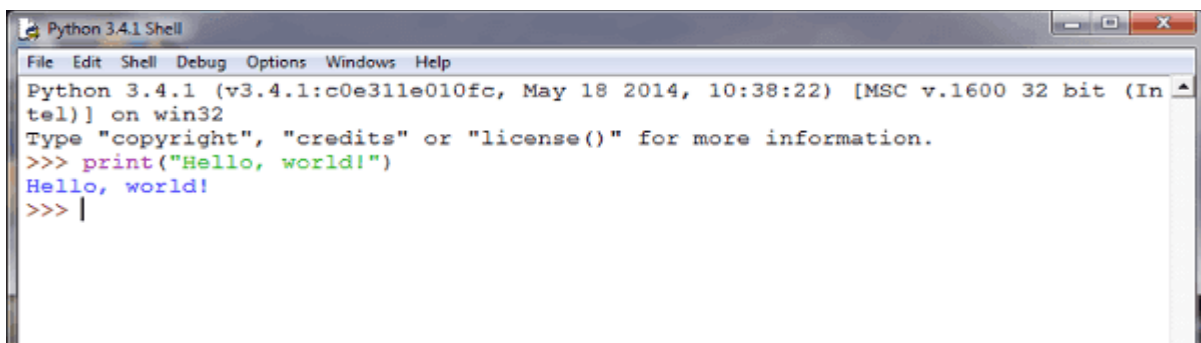 Python 3.4.1 Shell
File Edit Shell Debug Options Windows Help
Python 3.4.1 (v3.4.1:c0e311e010fc, May 18 2014, 10:38:22) [MSC v.1600 32 bit (In
tel)] on win32
Type "copyright", "credits" or "license()" for more information.
>>> print("Hello, world!")
Hello, world!
>>>